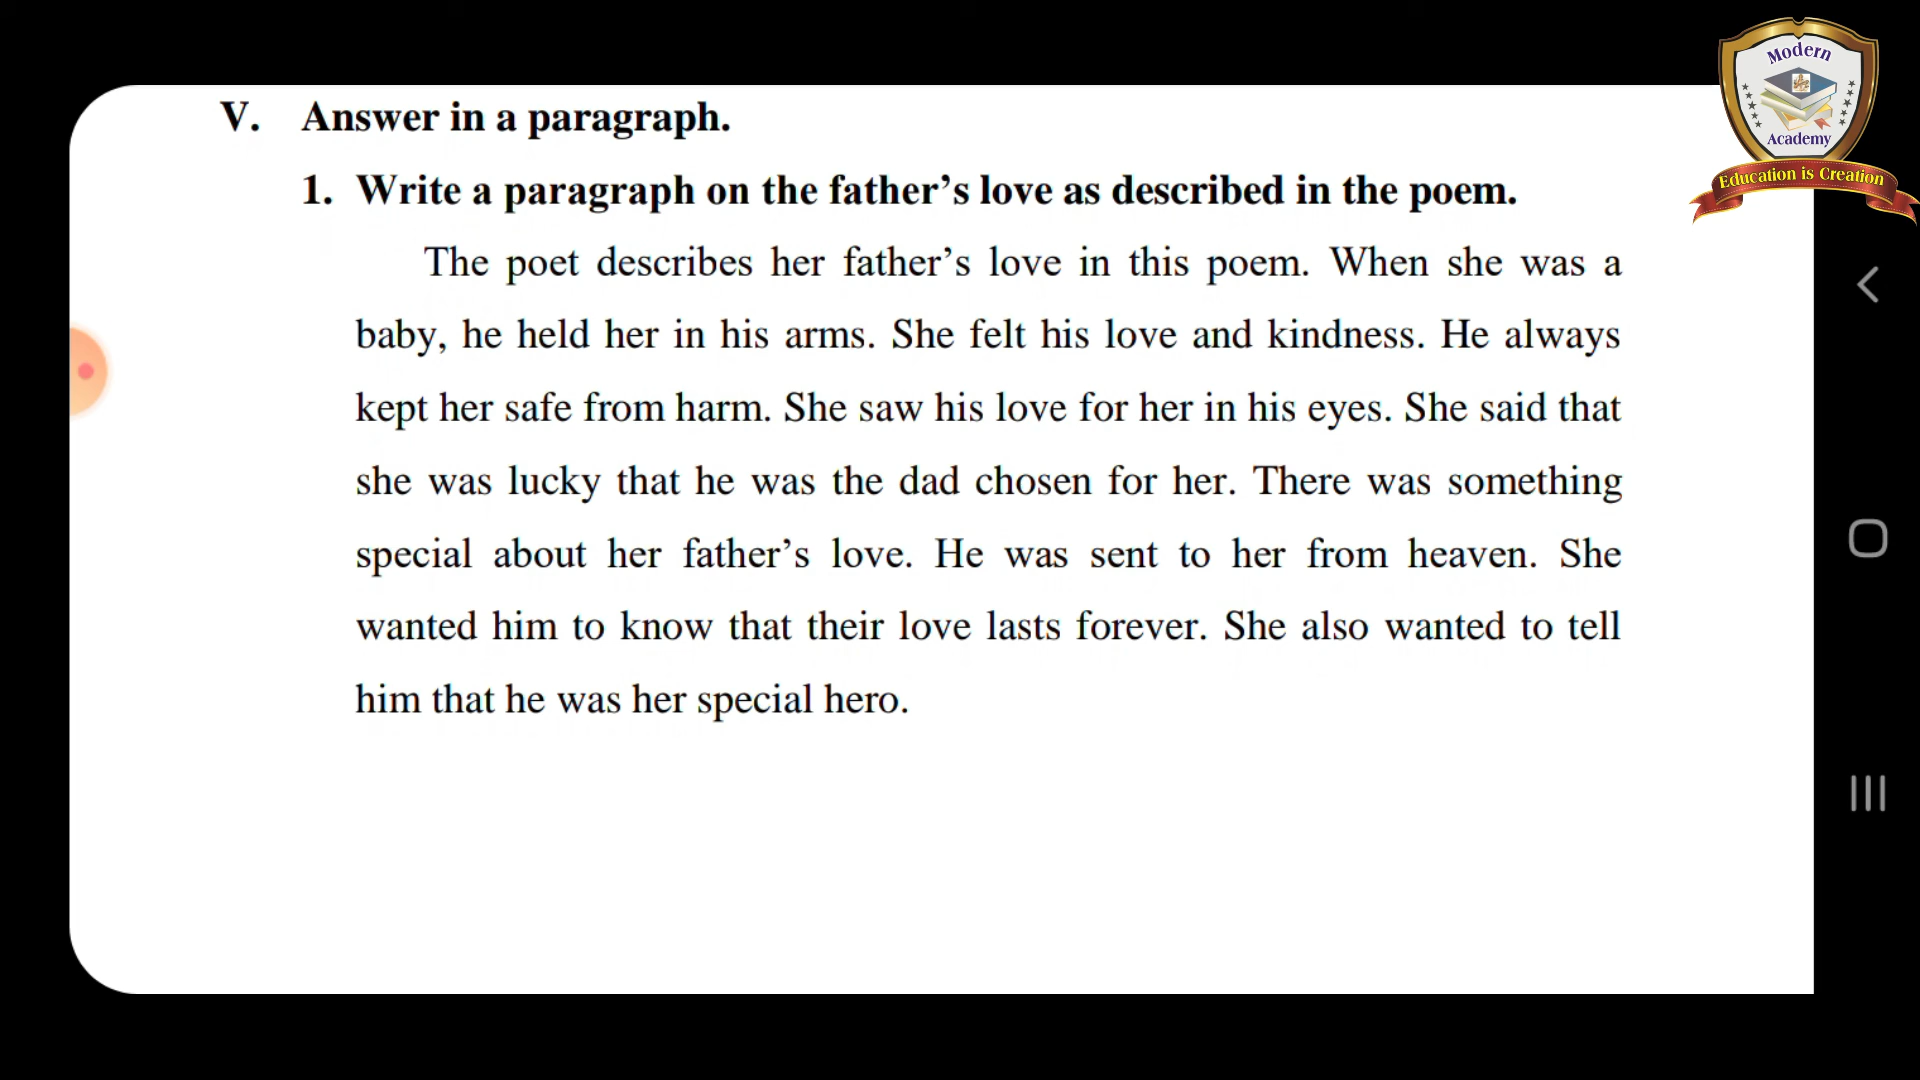 Modern
Academy
Education is Creation
V. Answer in a paragraph.
1. Write a paragraph on the father’s love as described in the poem.
The poet describes her father’s love in this poem. When she was a
baby, he held her in his arms. She felt his love and kindness. He always
kept her safe from harm. She saw his love for her in his eyes. She said that
she was lucky that he was the dad chosen for her. There was something
special about her father’s love. He was sent to her from heaven. She
wanted him to know that their love lasts forever. She also wanted to tell
him that he was her special hero.